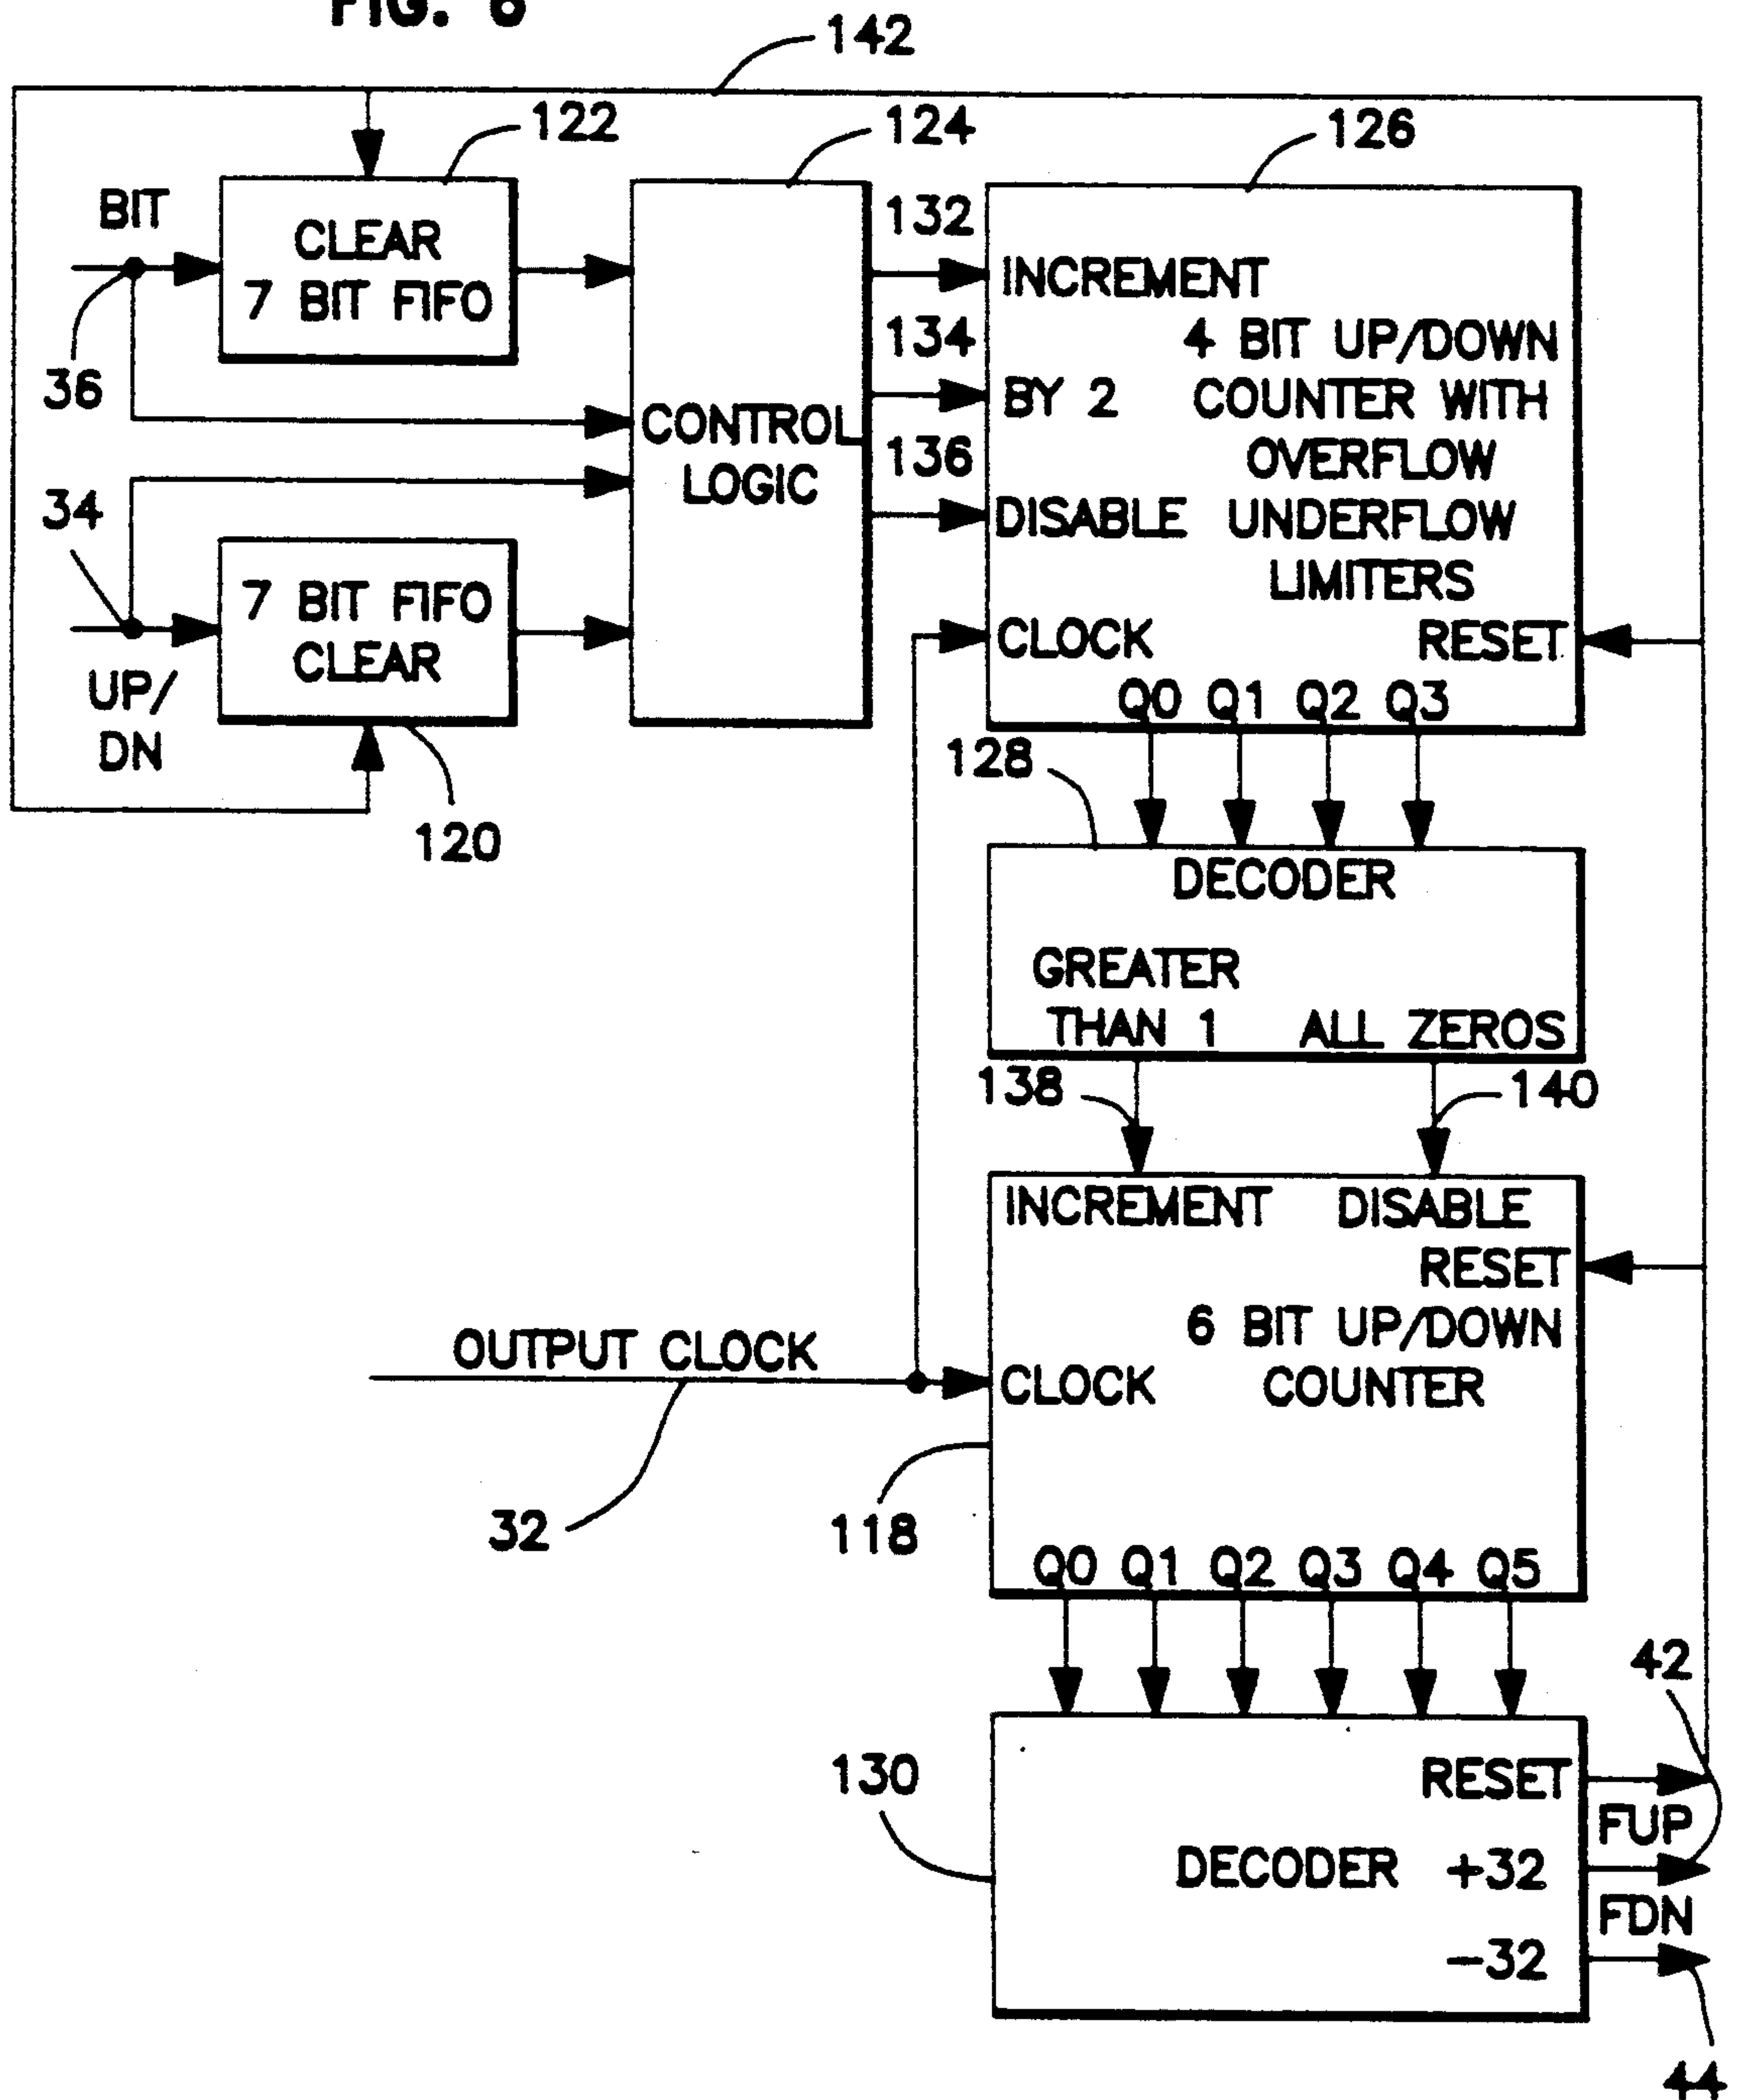 FIG. 6
142
122
124
126
BIT
CLEAR
7 BIT FIFO
36
34
UP/
DN
7 BIT FIFO
CLEAR
120
CONTROL
LOGIC
132
134
136
INCREMENT
4 BIT UP/DOWN
BY 2 COUNTER WITH
OVERFLOW
DISABLE UNDERFLOW
LIMITERS
CLOCK RESET
Q0 Q1 Q2 Q3
128
DECODER
GREATER
THAN 1 ALL ZEROS
138
140
INCREMENT DISABLE
RESET
6 BIT UP/DOWN
CLOCK COUNTER
OUTPUT CLOCK
32
118
Q0 Q1 Q2 Q3 Q4 Q5
42
130
RESET
FUP
DECODER +32
FDN
-32
44